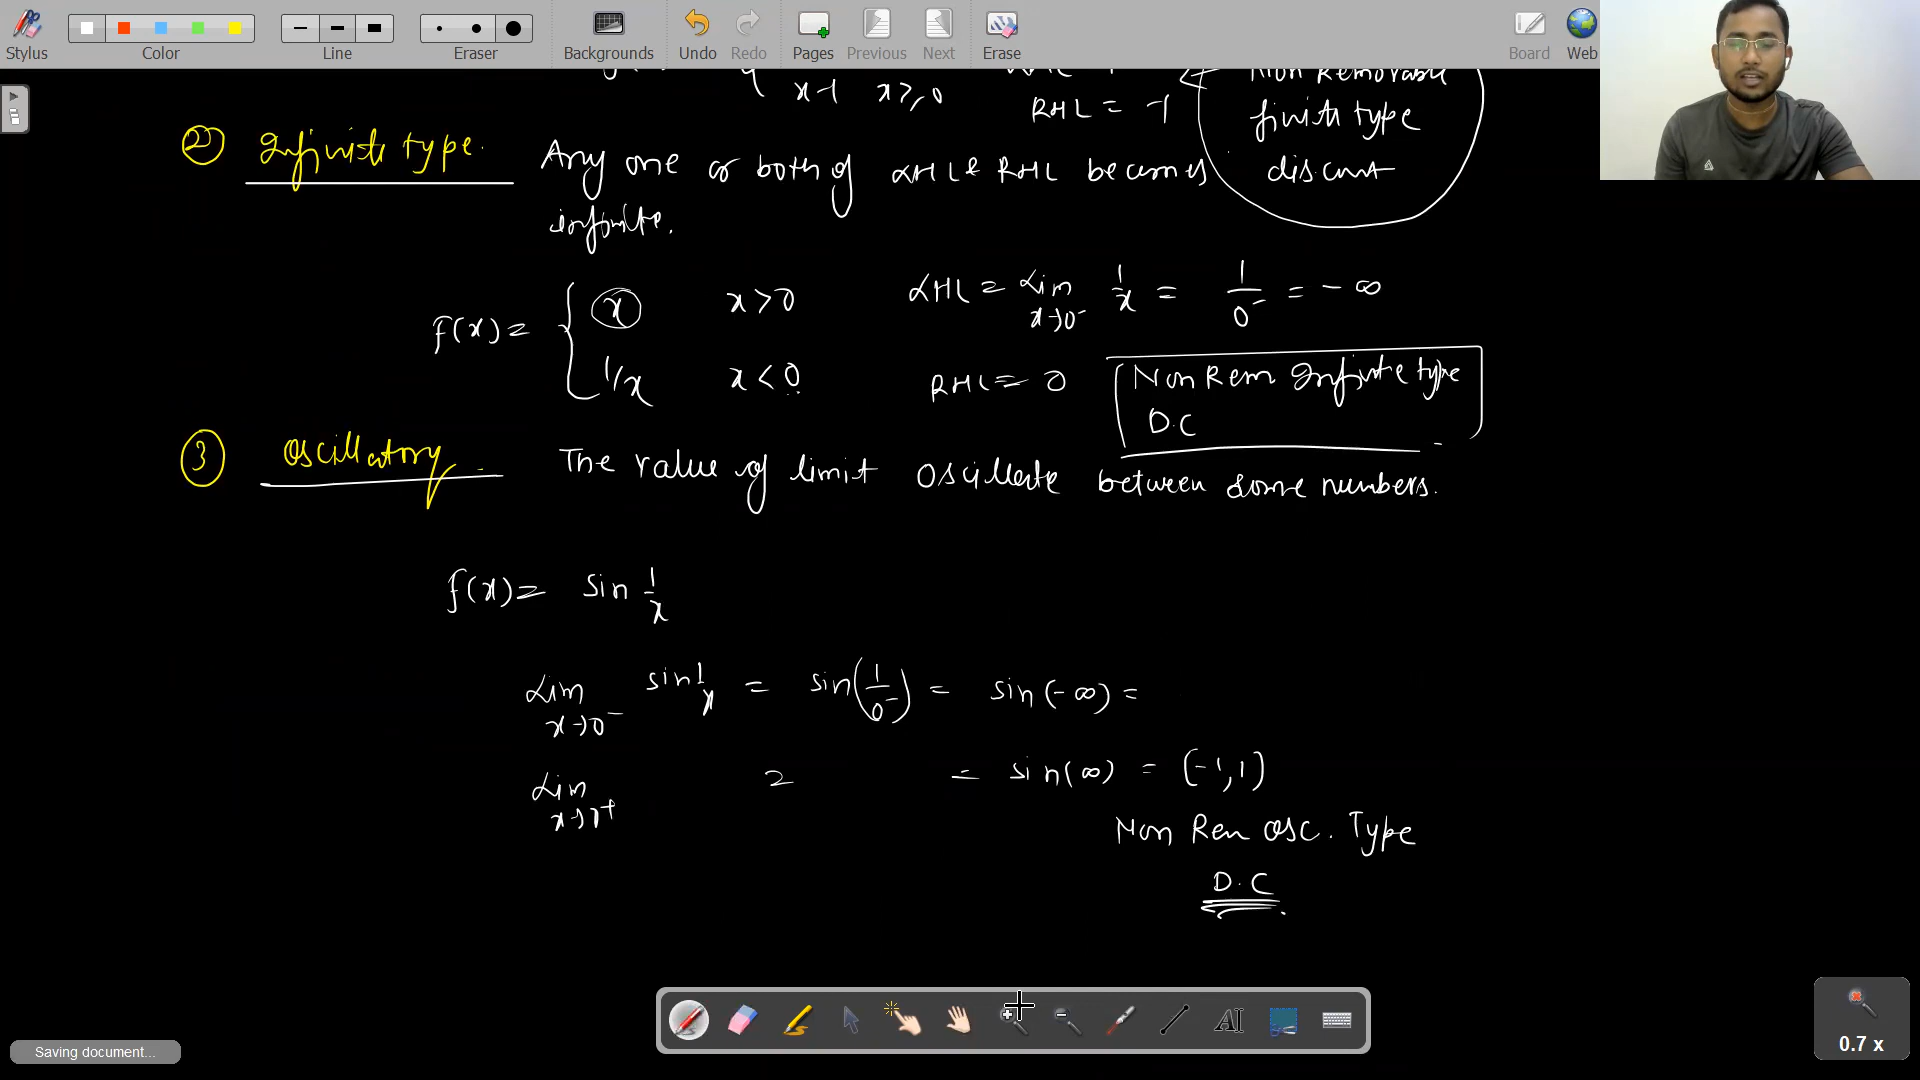 Stylus
Color
Line
Eraser
Backgrounds
Undo Redo
Pages Previous Next
Erase
Board Web
x-1 x≥0
RHL = -1
Non Removable
finite type
discont
② Infinite type. Any one or both of LHL & RHL becomes
infinite.
f(x) = { x x>0
1/x x<0
LHL = Lim x→0⁻ 1/x = 1/0⁻ = -∞
RHL = 0
Non Rem Infinite type
D.C
③ Oscillatory The value of limit oscillate between some numbers.
f(x) = sin 1/x
Lim x→0⁻ sin 1/x = sin(1/0⁻) = sin(-∞) =
Lim = = sin(∞) = (-1,1)
Non Rem osc. Type
D.C
Saving document...
0.7 x